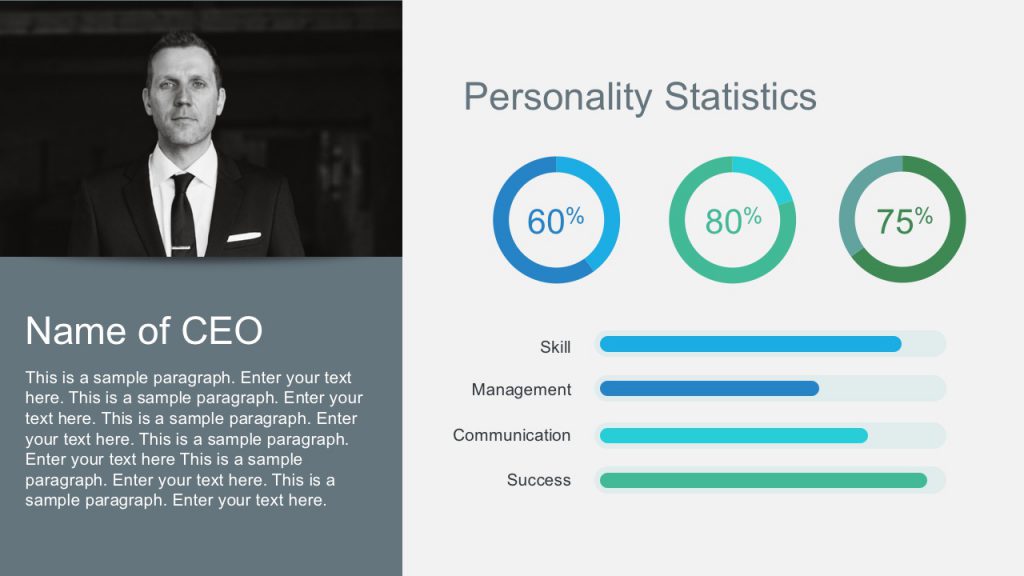 Personality Statistics
60%
80%
75%
Name of CEO
This is a sample paragraph. Enter your text
here. This is a sample paragraph. Enter your
text here. This is a sample paragraph. Enter
your text here. This is a sample paragraph.
Enter your text here This is a sample
paragraph. Enter your text here. This is a
sample paragraph. Enter your text here.
Skill
Management
Communication
Success